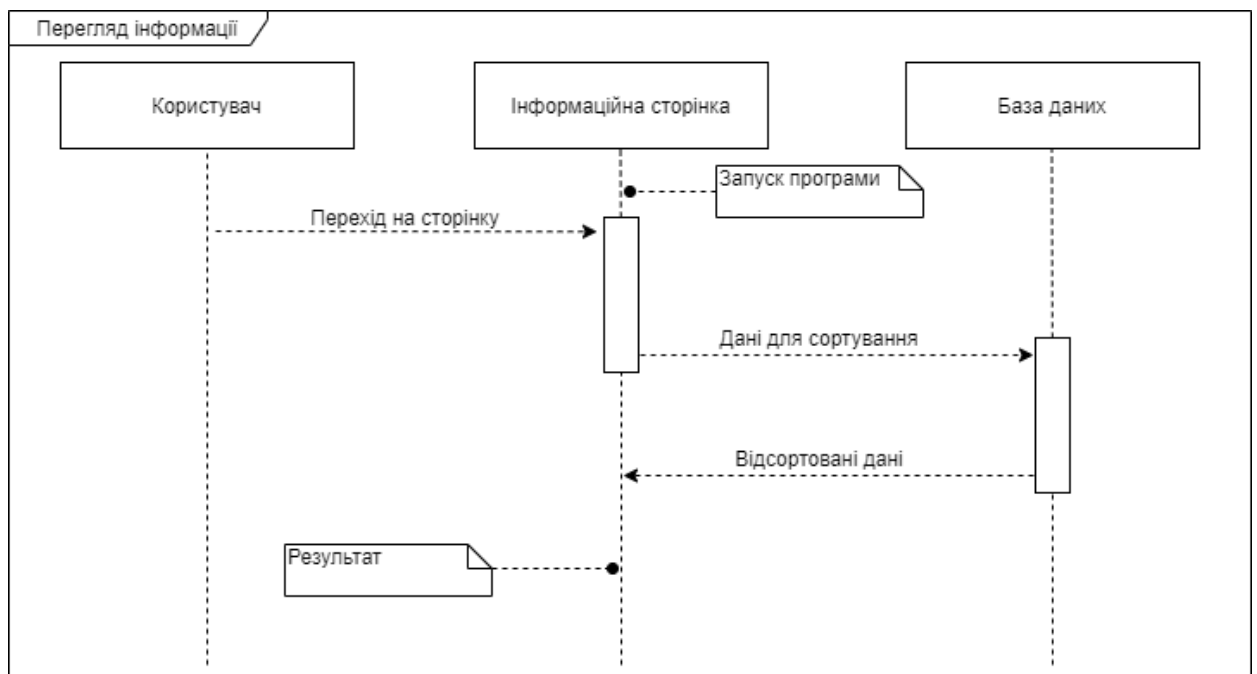 Перегляд інформації
Користувач
Інформаційна сторінка
База даних
Запуск програми
Перехід на сторінку
Дані для сортування
Відсортовані дані
Результат